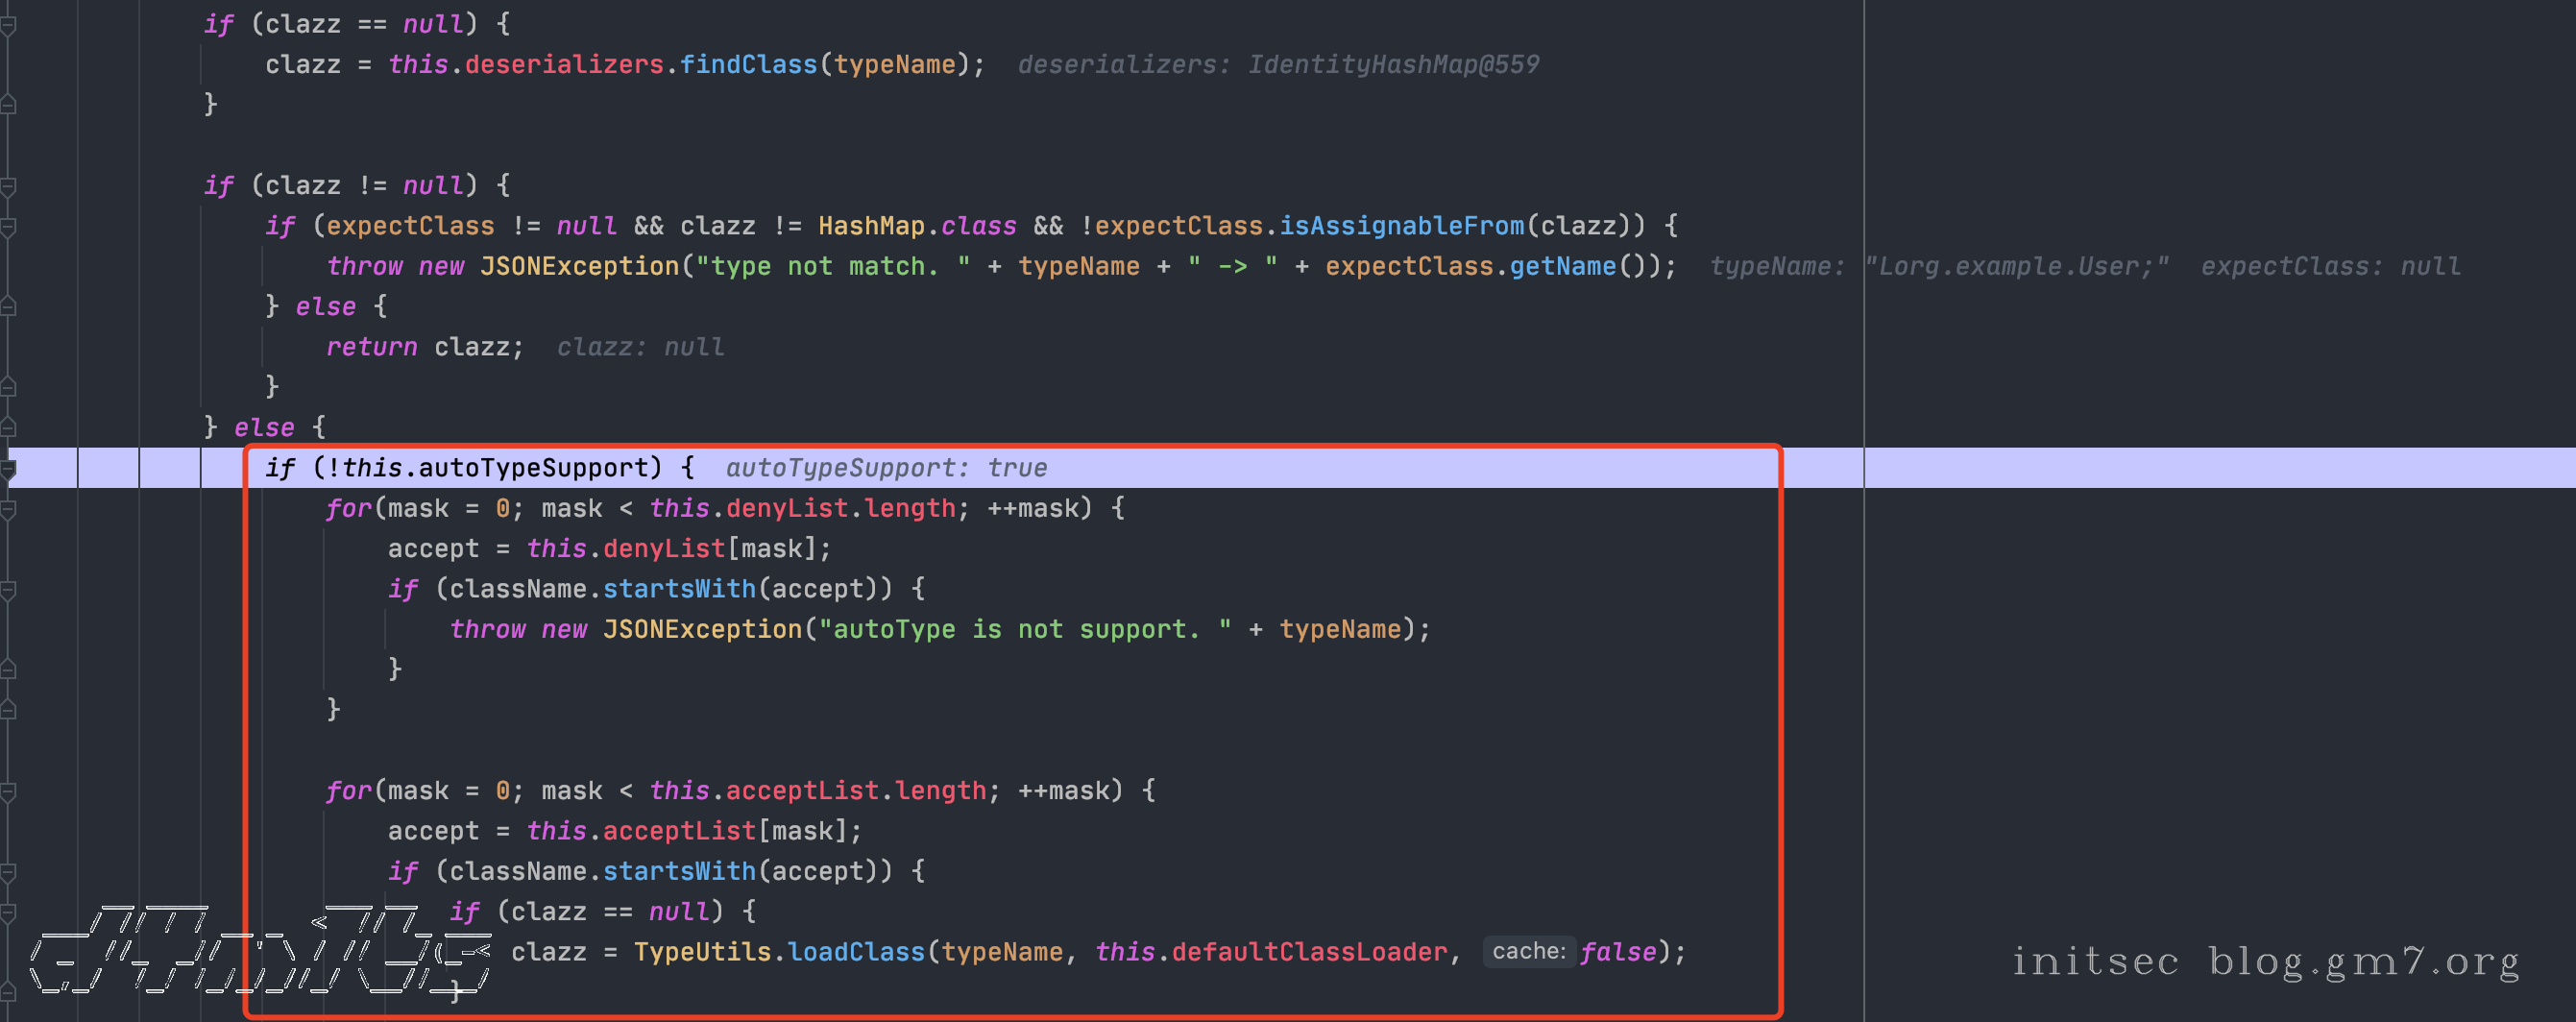 if (clazz == null) {
clazz = this.deserializers.findClass(typeName);  deserializers: IdentityHashMap@559
}
if (clazz != null) {
if (expectClass != null && clazz != HashMap.class && !expectClass.isAssignableFrom(clazz)) {
throw new JSONException("type not match. " + typeName + " -> " + expectClass.getName());  typeName: "Lorg.example.User;"  expectClass: null
} else {
return clazz;  clazz: null
}
} else {
if (!this.autoTypeSupport) {  autoTypeSupport: true
for(mask = 0; mask < this.denyList.length; ++mask) {
accept = this.denyList[mask];
if (className.startsWith(accept)) {
throw new JSONException("autoType is not support. " + typeName);
}
}
for(mask = 0; mask < this.acceptList.length; ++mask) {
accept = this.acceptList[mask];
if (className.startsWith(accept)) {
if (clazz == null) {
clazz = TypeUtils.loadClass(typeName, this.defaultClassLoader, cache: false);
}
initsec blog.gm7.org